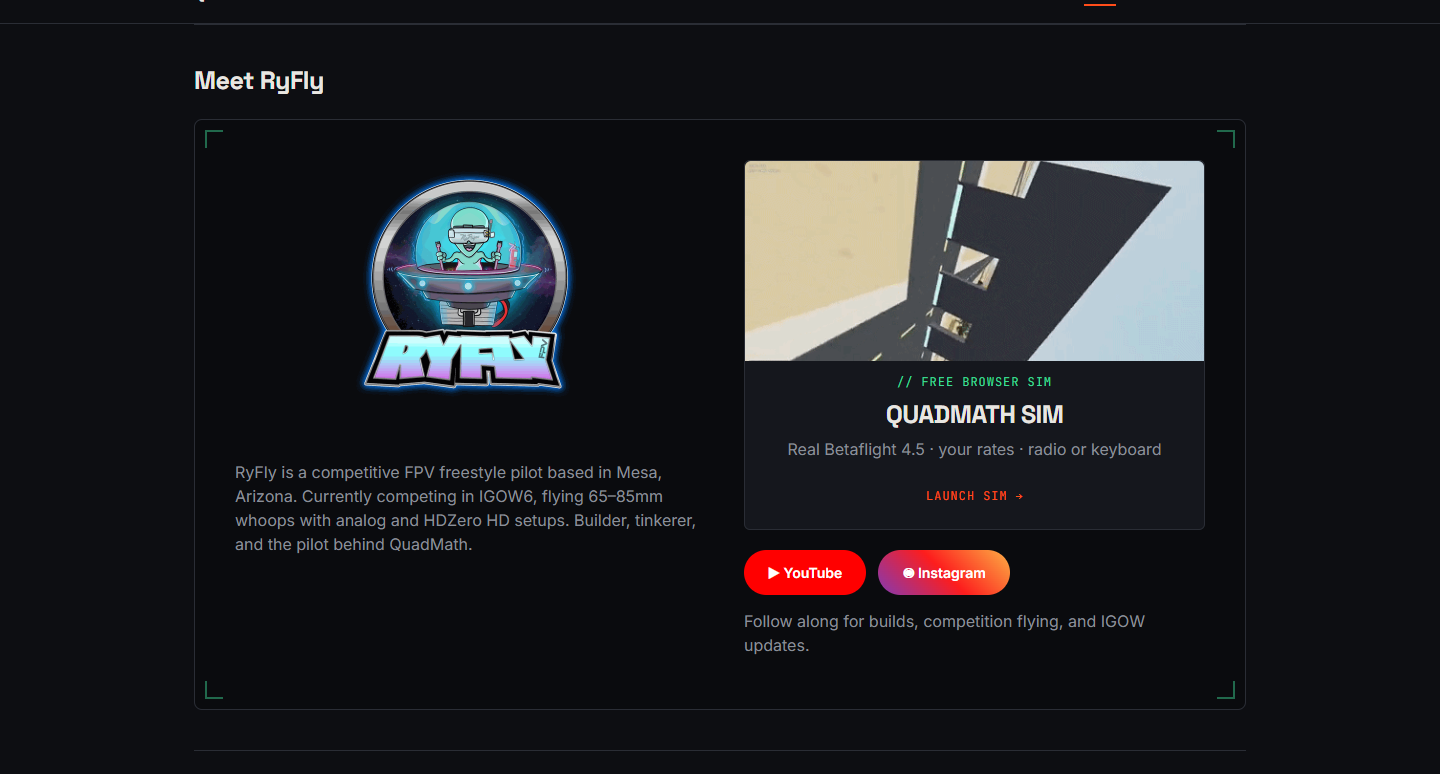 Meet RyFly
RYFLY
FPV
RyFly is a competitive FPV freestyle pilot based in Mesa,
Arizona. Currently competing in IGOW6, flying 65–85mm
whoops with analog and HDZero HD setups. Builder, tinkerer,
and the pilot behind QuadMath.
// FREE BROWSER SIM
QUADMATH SIM
Real Betaflight 4.5 · your rates · radio or keyboard
LAUNCH SIM →
▶ YouTube
Instagram
Follow along for builds, competition flying, and IGOW
updates.